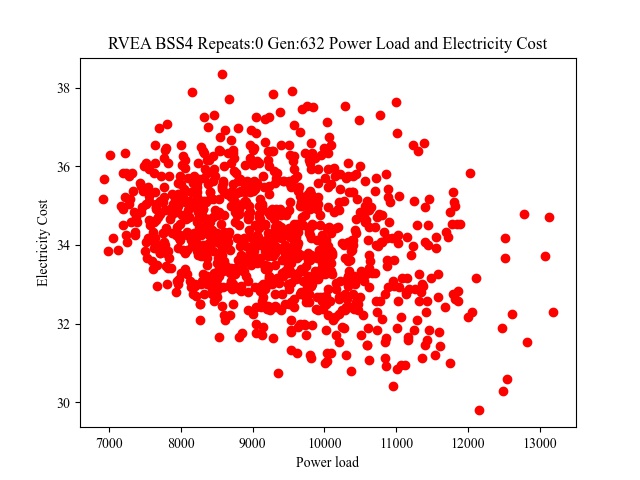 RVEA BSS4 Repeats:0 Gen:632 Power Load and Electricity Cost
38
36
34
32
30
Electricity Cost
7000 8000 9000 10000 11000 12000 13000
Power load